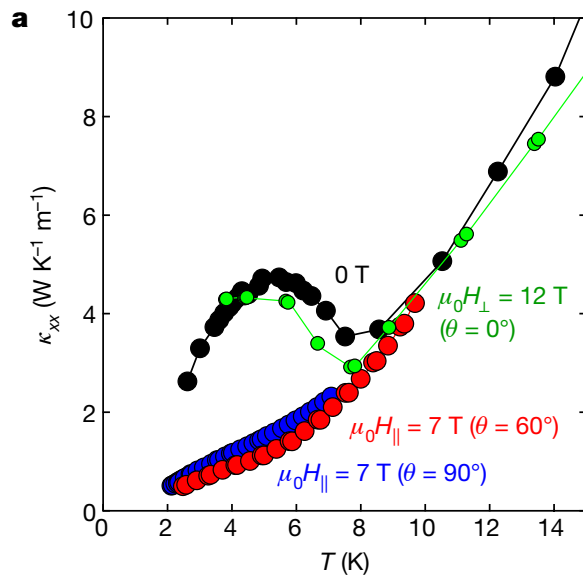 a
10
8
6
4
2
0
κxx (W K⁻¹ m⁻¹)
0 T
μ₀H⊥ = 12 T
(θ = 0°)
μ₀H∥ = 7 T (θ = 60°)
μ₀H∥ = 7 T (θ = 90°)
0 2 4 6 8 10 12 14
T (K)